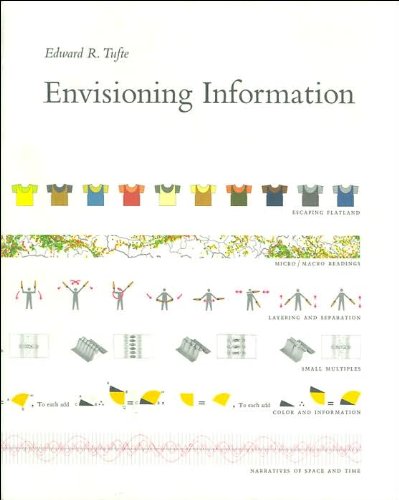 Edward R. Tufte
Envisioning Information
ESCAPING FLATLAND
MICRO / MACRO READINGS
LAYERING AND SEPARATION
SMALL MULTIPLES
To each add
To each add
COLOR AND INFORMATION
NARRATIVES OF SPACE AND TIME